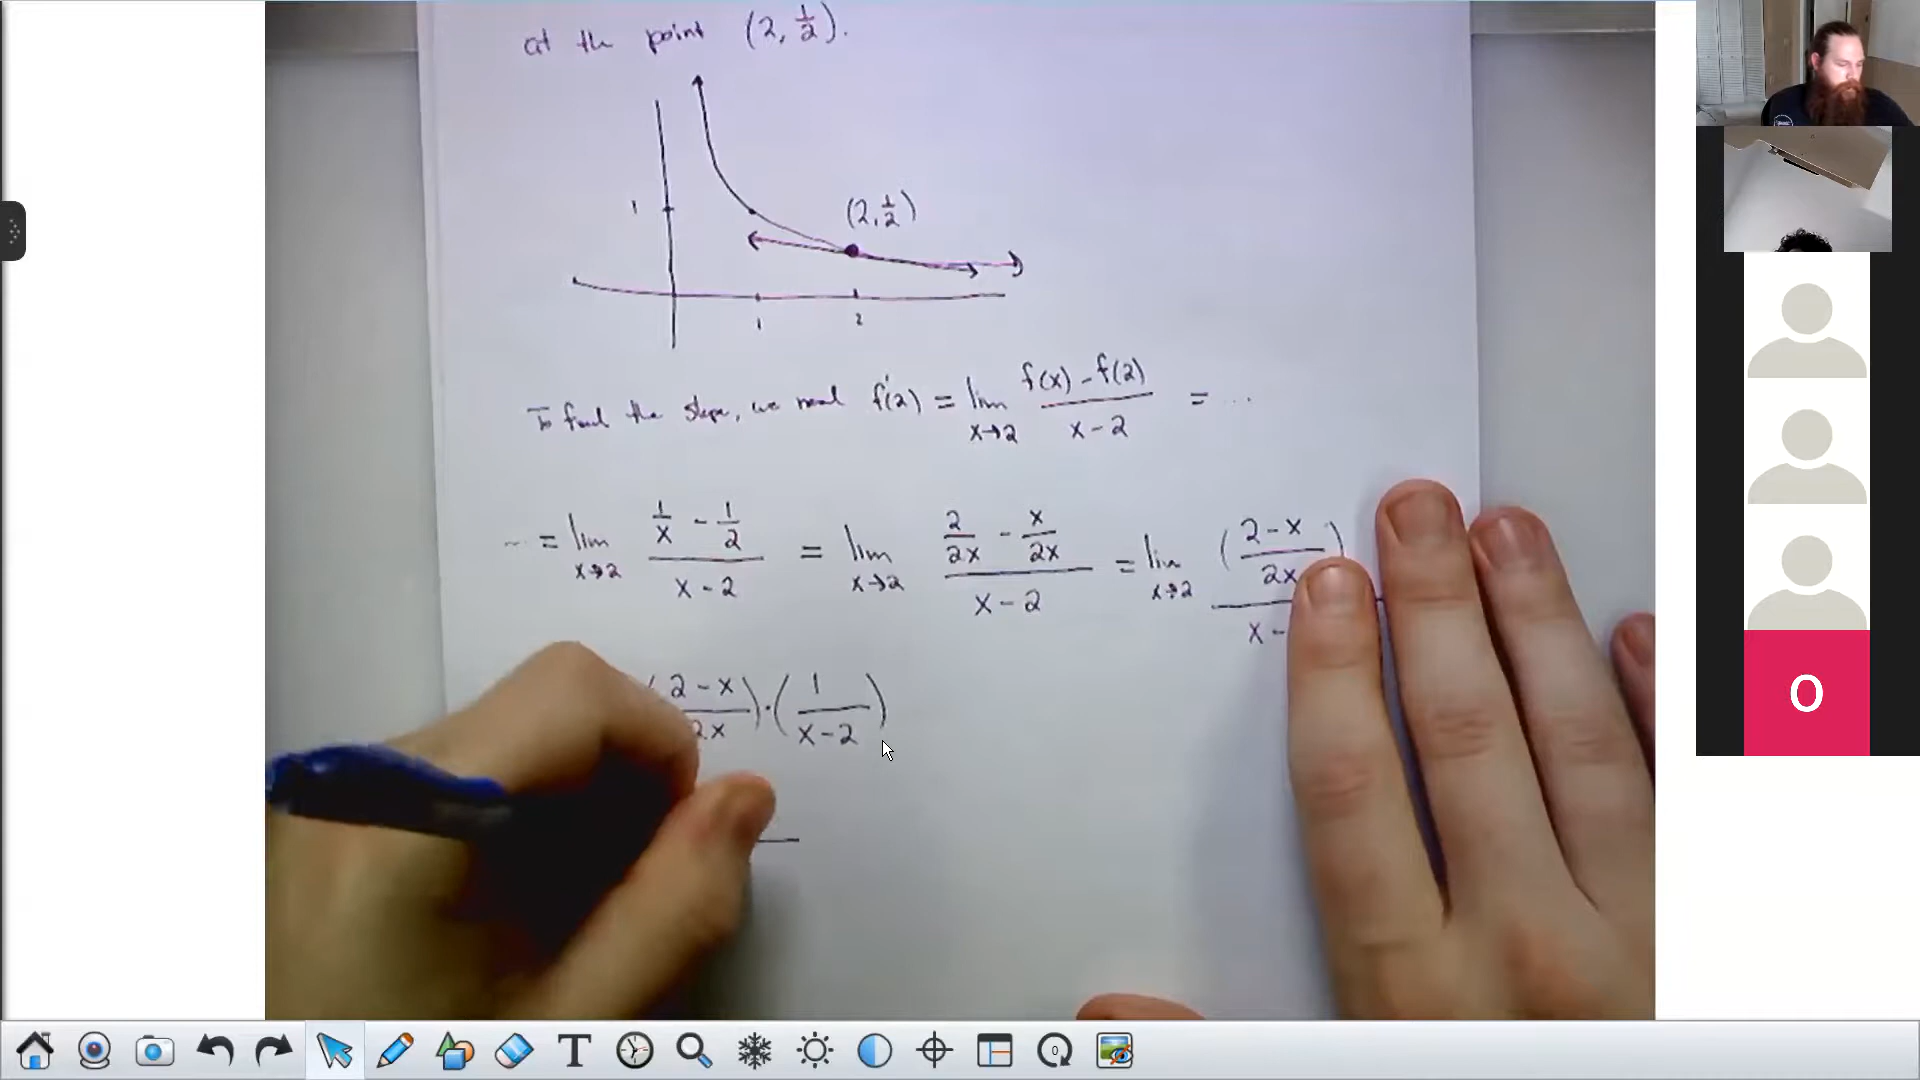 at the point (2, 1/2).
1
(2, 1/2)
1 2
To find the slope, we need f'(2) = lim x→2 (f(x) - f(2))/(x - 2) = ...
... = lim x→2 (1/x - 1/2)/(x - 2) = lim x→2 (2/2x - x/2x)/(x - 2) = lim x→2 ((2 - x)/2x)/(x -
(2 - x)/2x) · (1/(x - 2))
O
T
0